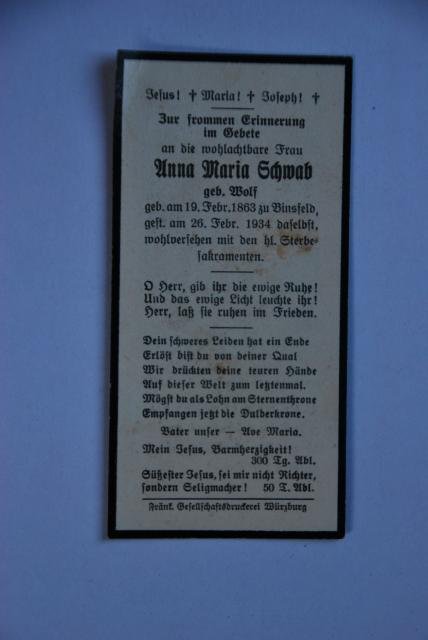 Jesus! ✝ Maria! ✝ Joseph! ✝
Zur frommen Erinnerung
im Gebete
an die wohlachtbare Frau
Anna Maria Schwab
geb. Wolf
geb. am 19. Febr. 1863 zu Binsfeld,
gest. am 26. Febr. 1934 daselbst,
wohlversehen mit den hl. Sterbe-
sakramenten.
O Herr, gib ihr die ewige Ruhe!
Und das ewige Licht leuchte ihr!
Herr, laß sie ruhen im Frieden.
Dein schweres Leiden hat ein Ende
Erlöst bist du von deiner Qual
Wir drückten deine teuren Hände
Auf dieser Welt zum letztenmal.
Mögst du als Lohn am Sternenthrone
Empfangen jetzt die Dulderkrone.
Vater unser — Ave Maria.
Mein Jesus, Barmherzigkeit!
300 Tg. Abl.
Süßester Jesus, sei mir nicht Richter,
sondern Seligmacher! 50 T. Abl.
Fränk. Gesellschaftsdruckerei Würzburg